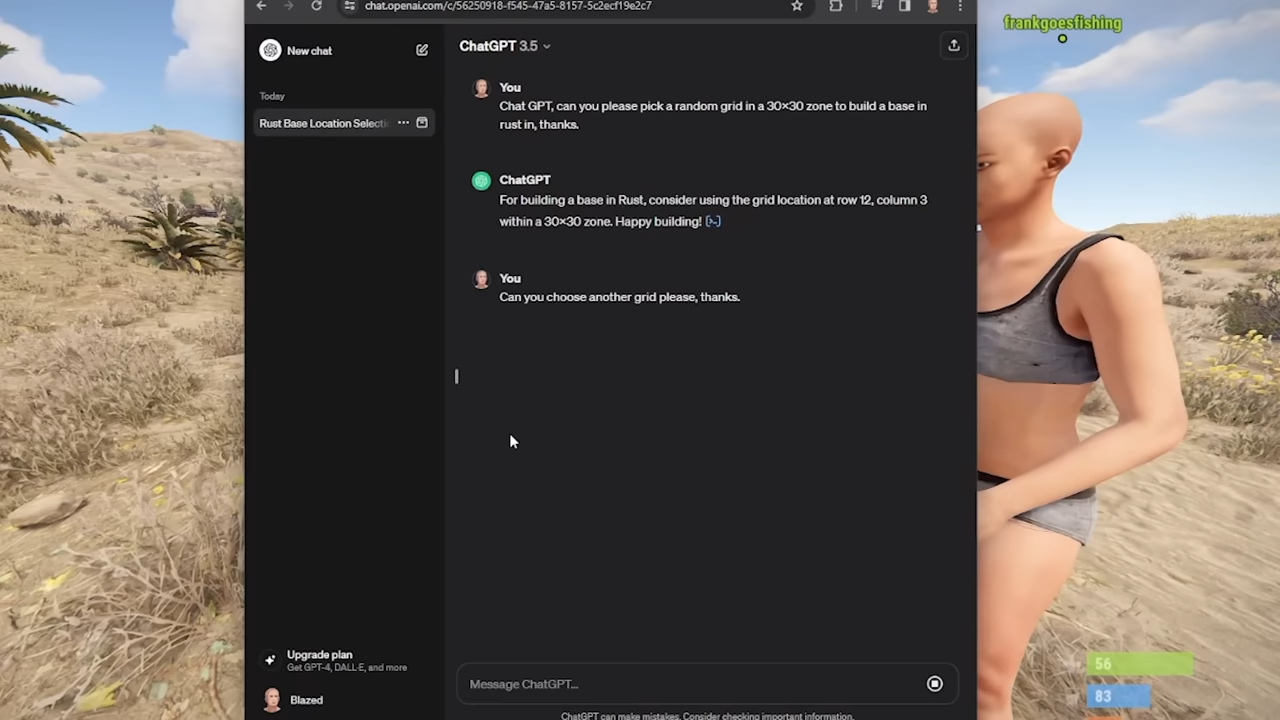 chat.openai.com/c/56250918-f545-47a5-8157-5c2ecf19e2c7
frankgoesfishing
New chat
ChatGPT 3.5
Today
Rust Base Location Selecti
You
Chat GPT, can you please pick a random grid in a 30×30 zone to build a base in
rust in, thanks.
ChatGPT
For building a base in Rust, consider using the grid location at row 12, column 3
within a 30×30 zone. Happy building!
You
Can you choose another grid please, thanks.
Upgrade plan
Get GPT-4, DALL·E, and more
Blazed
Message ChatGPT...
ChatGPT can make mistakes. Consider checking important information.
56
83